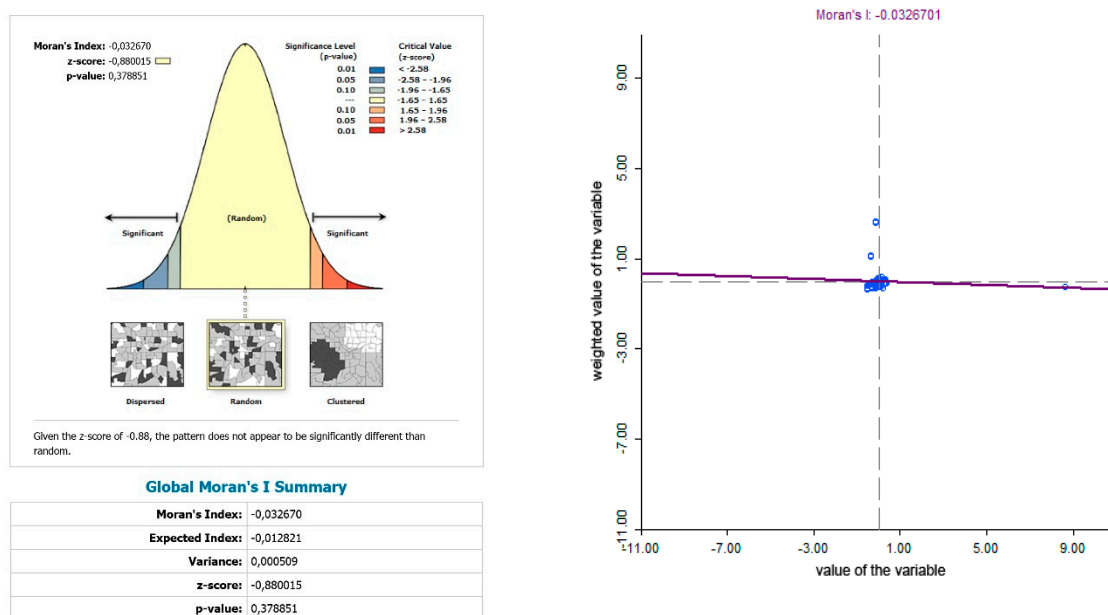 Moran's Index: -0,032670
z-score: -0,880015
p-value: 0,378851
Significance Level
(p-value)
Critical Value
(z-score)
0.01 < -2.58
0.05 -2.58 - -1.96
0.10 -1.96 - -1.65
--- -1.65 - 1.65
0.10 1.65 - 1.96
0.05 1.96 - 2.58
0.01 > 2.58
(Random)
Significant
Significant
Dispersed
Random
Clustered
Given the z-score of -0.88, the pattern does not appear to be significantly different than
random.
Global Moran's I Summary
Moran's Index: -0,032670
Expected Index: -0,012821
Variance: 0,000509
z-score: -0,880015
p-value: 0,378851
Moran's I: -0.0326701
weighted value of the variable
9.00
5.00
1.00
-3.00
-7.00
-11.00
-11.00 -7.00 -3.00 1.00 5.00 9.00
value of the variable